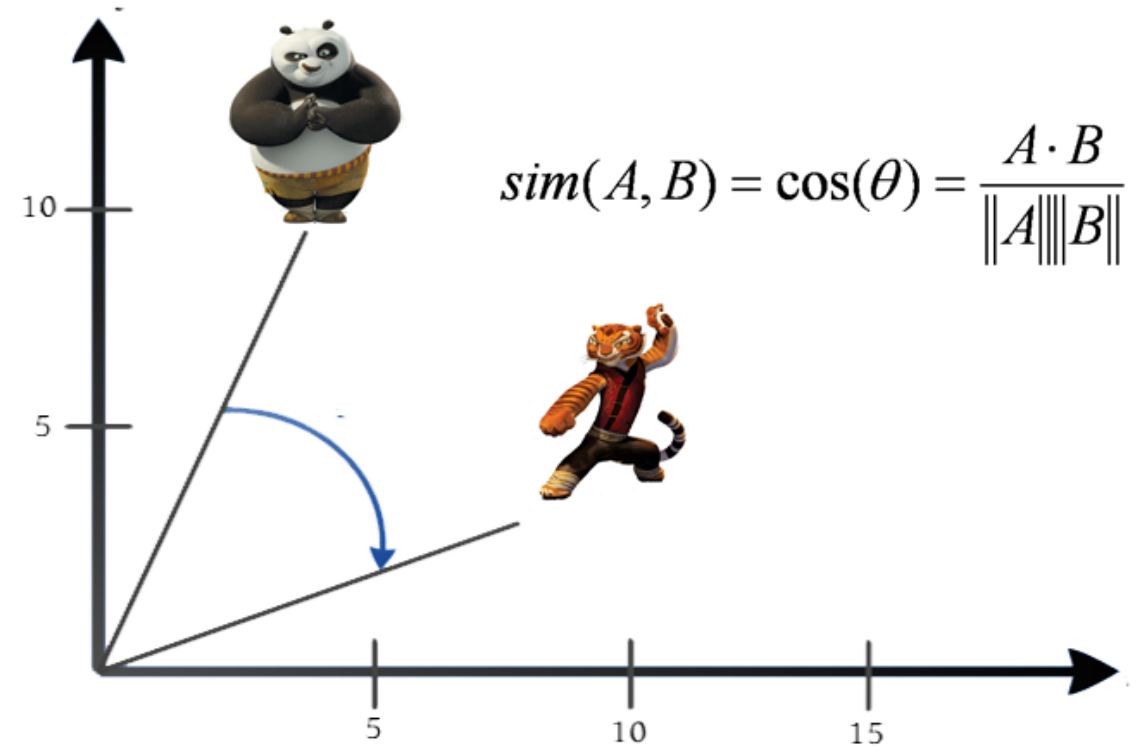 10
sim(A, B) = cos(θ) = A · B / ‖A‖‖B‖
5
5 10 15